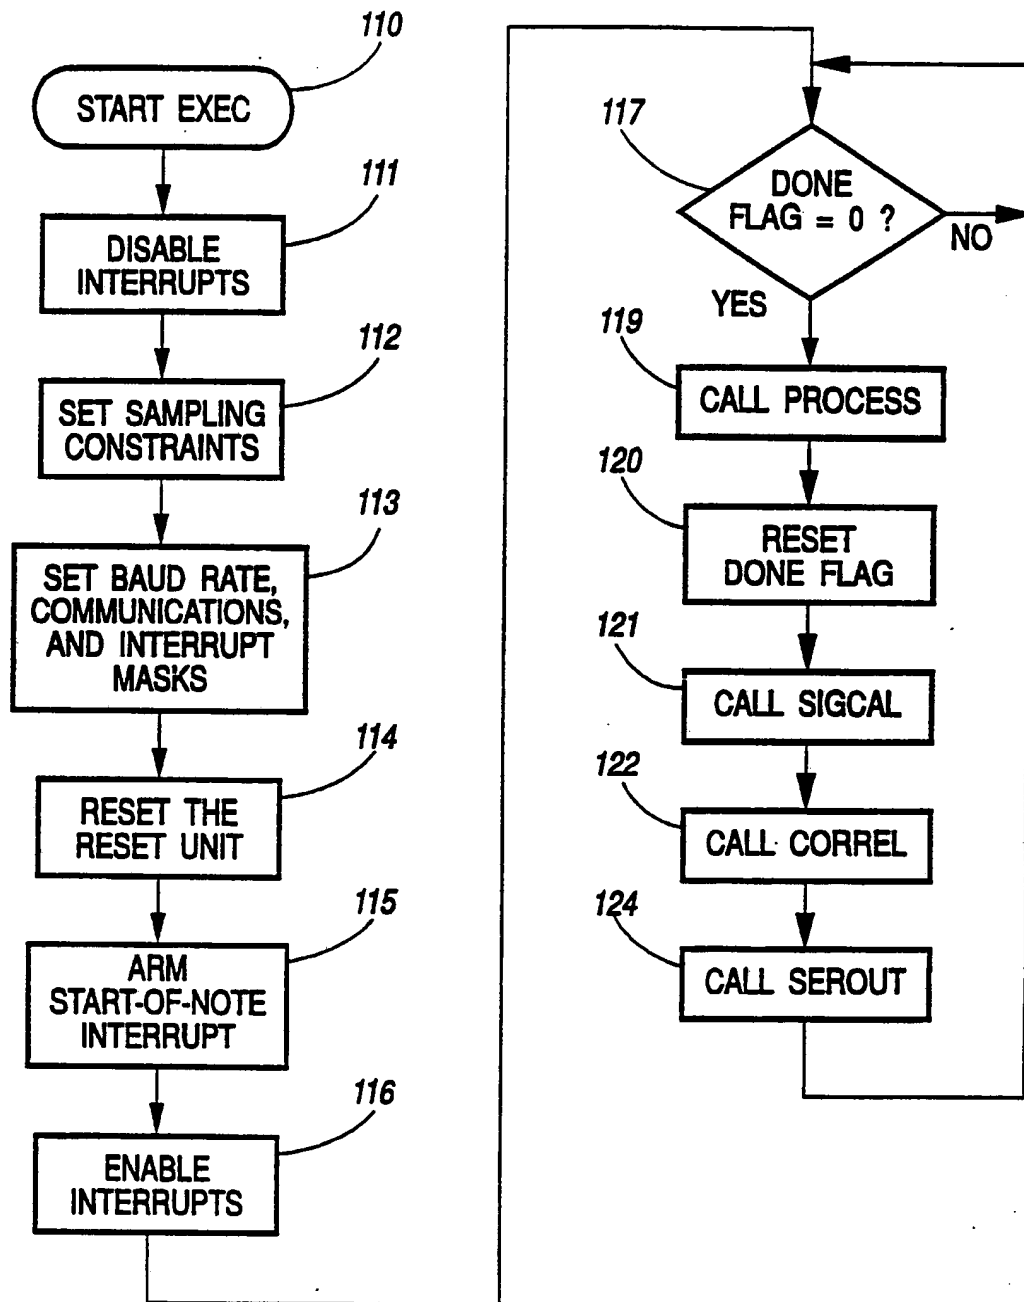 110
START EXEC
111
DISABLE
INTERRUPTS
112
SET SAMPLING
CONSTRAINTS
113
SET BAUD RATE,
COMMUNICATIONS,
AND INTERRUPT
MASKS
114
RESET THE
RESET UNIT
115
ARM
START-OF-NOTE
INTERRUPT
116
ENABLE
INTERRUPTS
117
DONE
FLAG = 0 ?
NO
YES
119
CALL PROCESS
120
RESET
DONE FLAG
121
CALL SIGCAL
122
CALL CORREL
124
CALL SEROUT